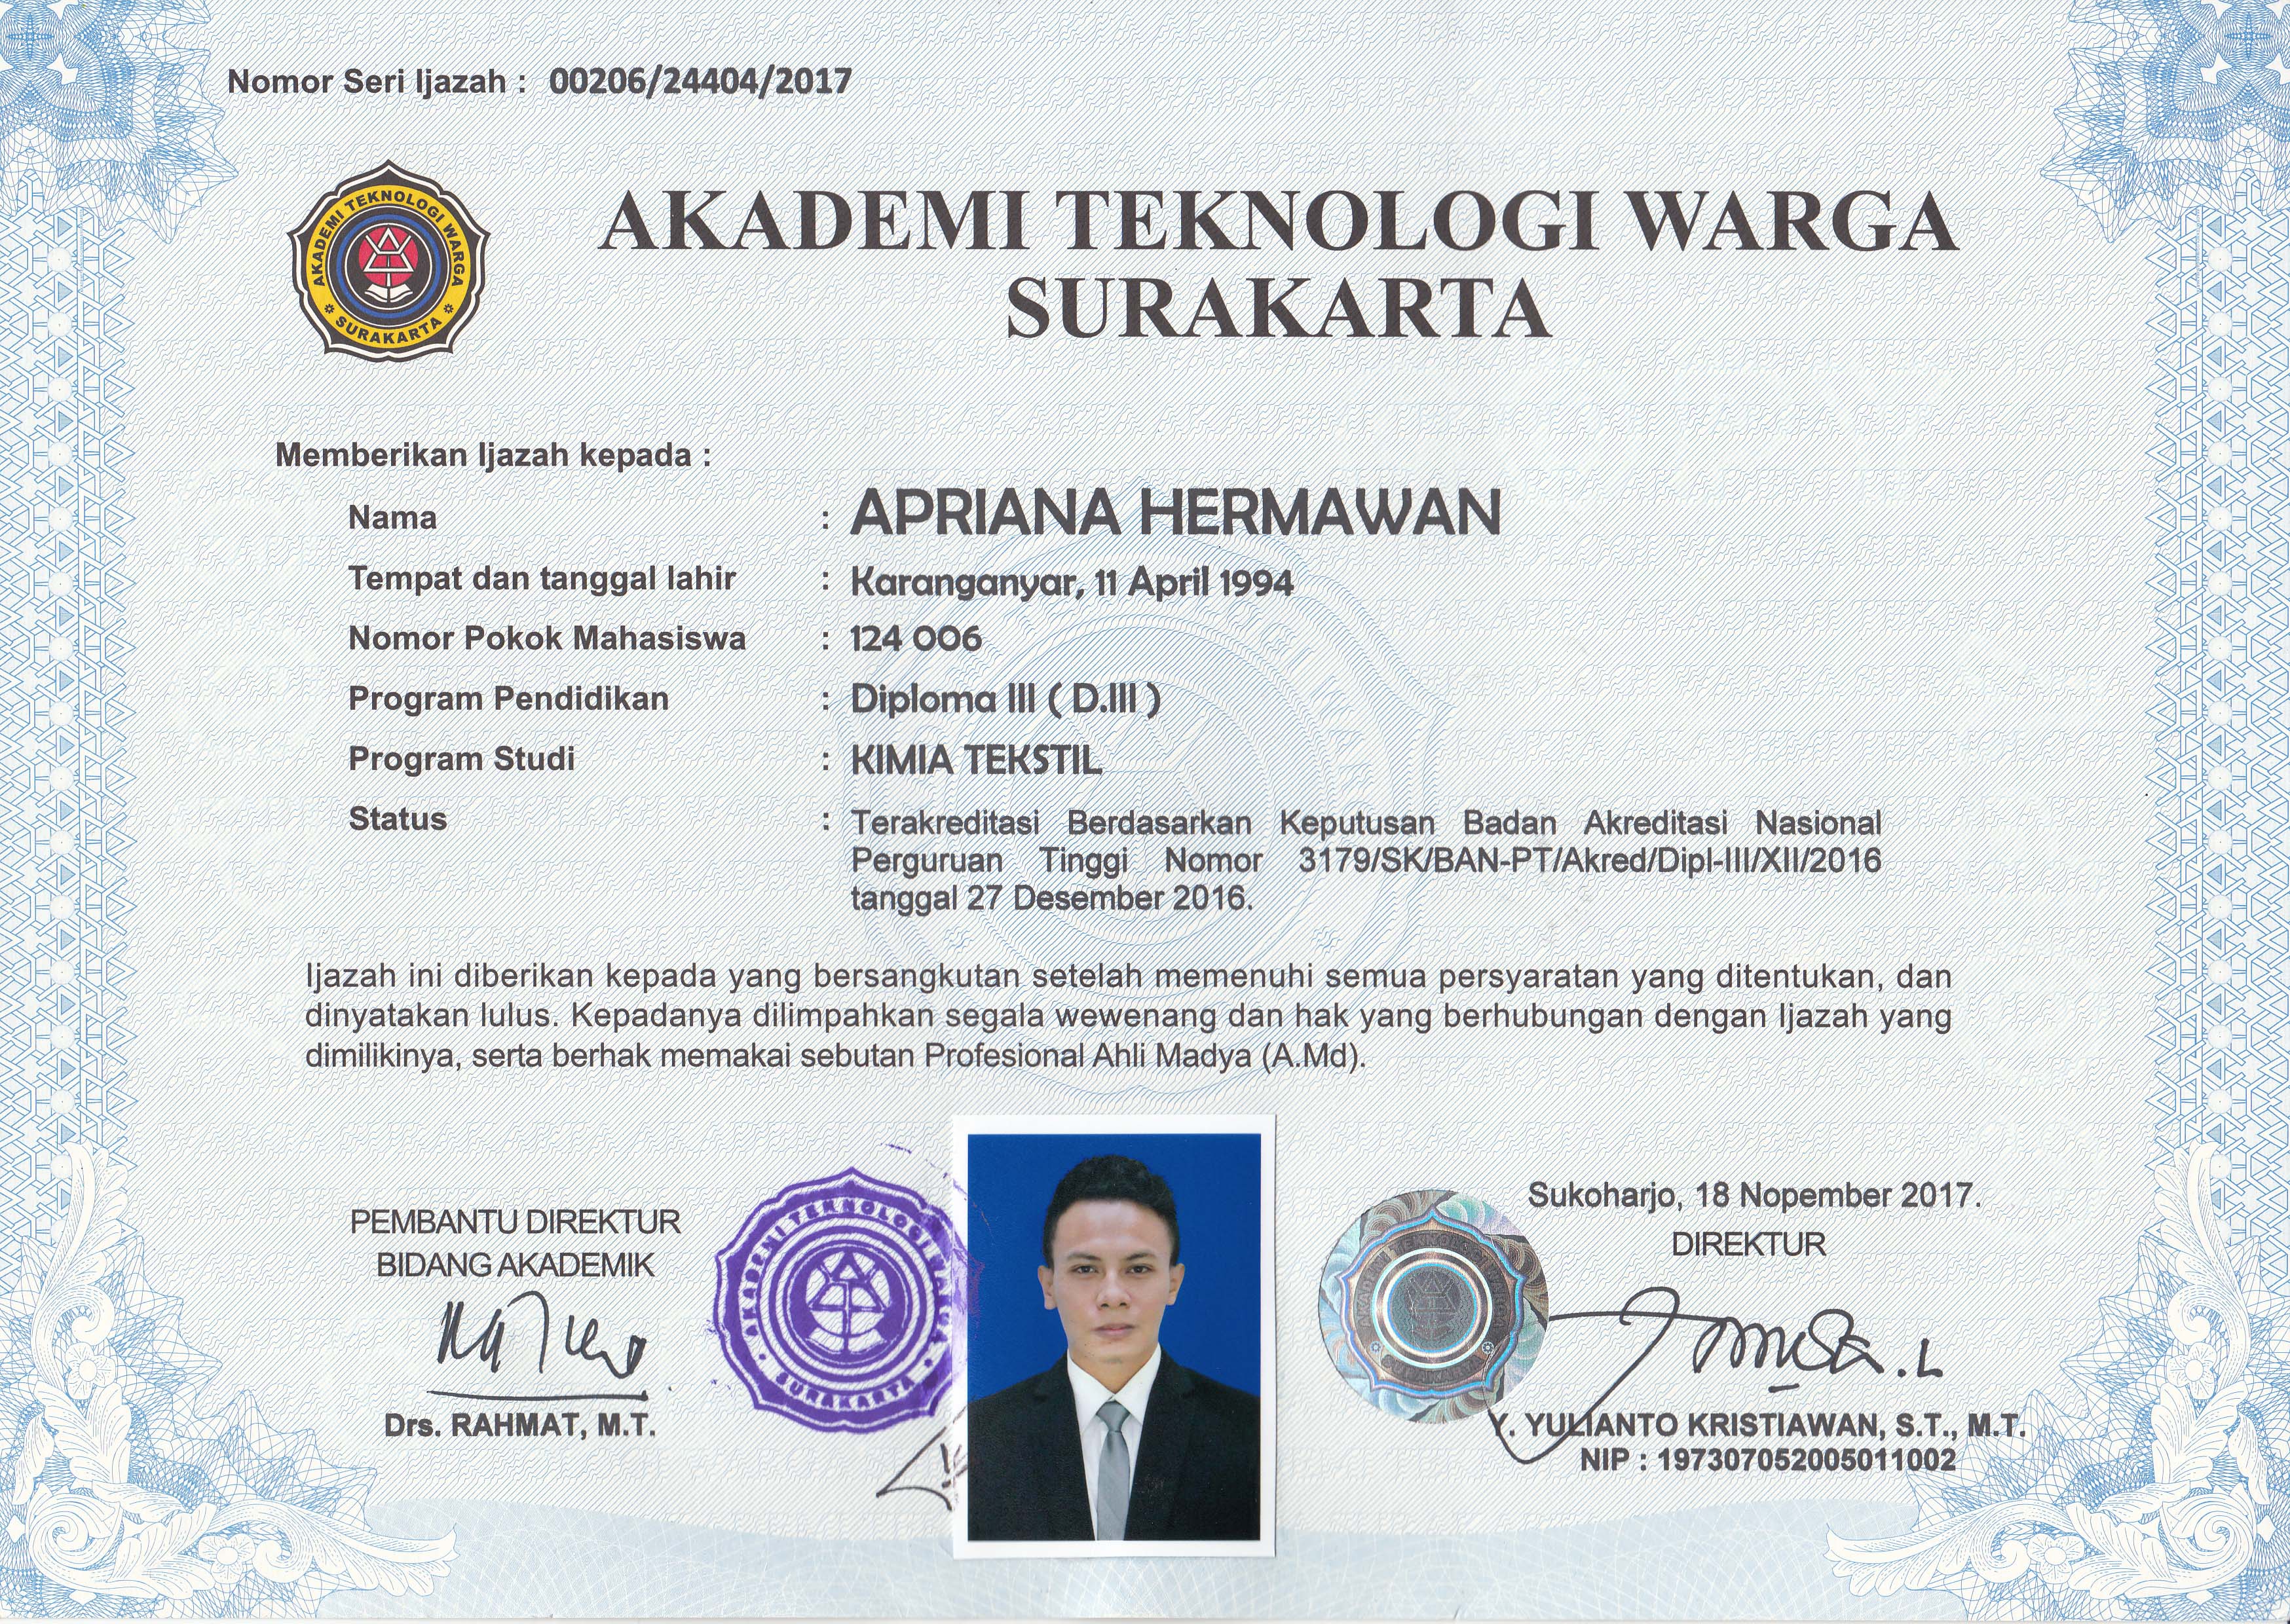 Nomor Seri Ijazah : 00206/24404/2017
AKADEMI TEKNOLOGI WARGA
SURAKARTA
AKADEMI TEKNOLOGI WARGA
SURAKARTA
Memberikan Ijazah kepada :
Nama : APRIANA HERMAWAN
Tempat dan tanggal lahir : Karanganyar, 11 April 1994
Nomor Pokok Mahasiswa : 124 006
Program Pendidikan : Diploma III ( D.III )
Program Studi : KIMIA TEKSTIL
Status : Terakreditasi Berdasarkan Keputusan Badan Akreditasi Nasional
Perguruan Tinggi Nomor 3179/SK/BAN-PT/Akred/Dipl-III/XII/2016
tanggal 27 Desember 2016.
Ijazah ini diberikan kepada yang bersangkutan setelah memenuhi semua persyaratan yang ditentukan, dan
dinyatakan lulus. Kepadanya dilimpahkan segala wewenang dan hak yang berhubungan dengan Ijazah yang
dimilikinya, serta berhak memakai sebutan Profesional Ahli Madya (A.Md).
PEMBANTU DIREKTUR
BIDANG AKADEMIK
Drs. RAHMAT, M.T.
AKADEMI TEKNOLOGI WARGA
SURAKARTA
Sukoharjo, 18 Nopember 2017.
DIREKTUR
AKADEMI TEKNOLOGI WARGA
SURAKARTA
Y. YULIANTO KRISTIAWAN, S.T., M.T.
NIP : 197307052005011002